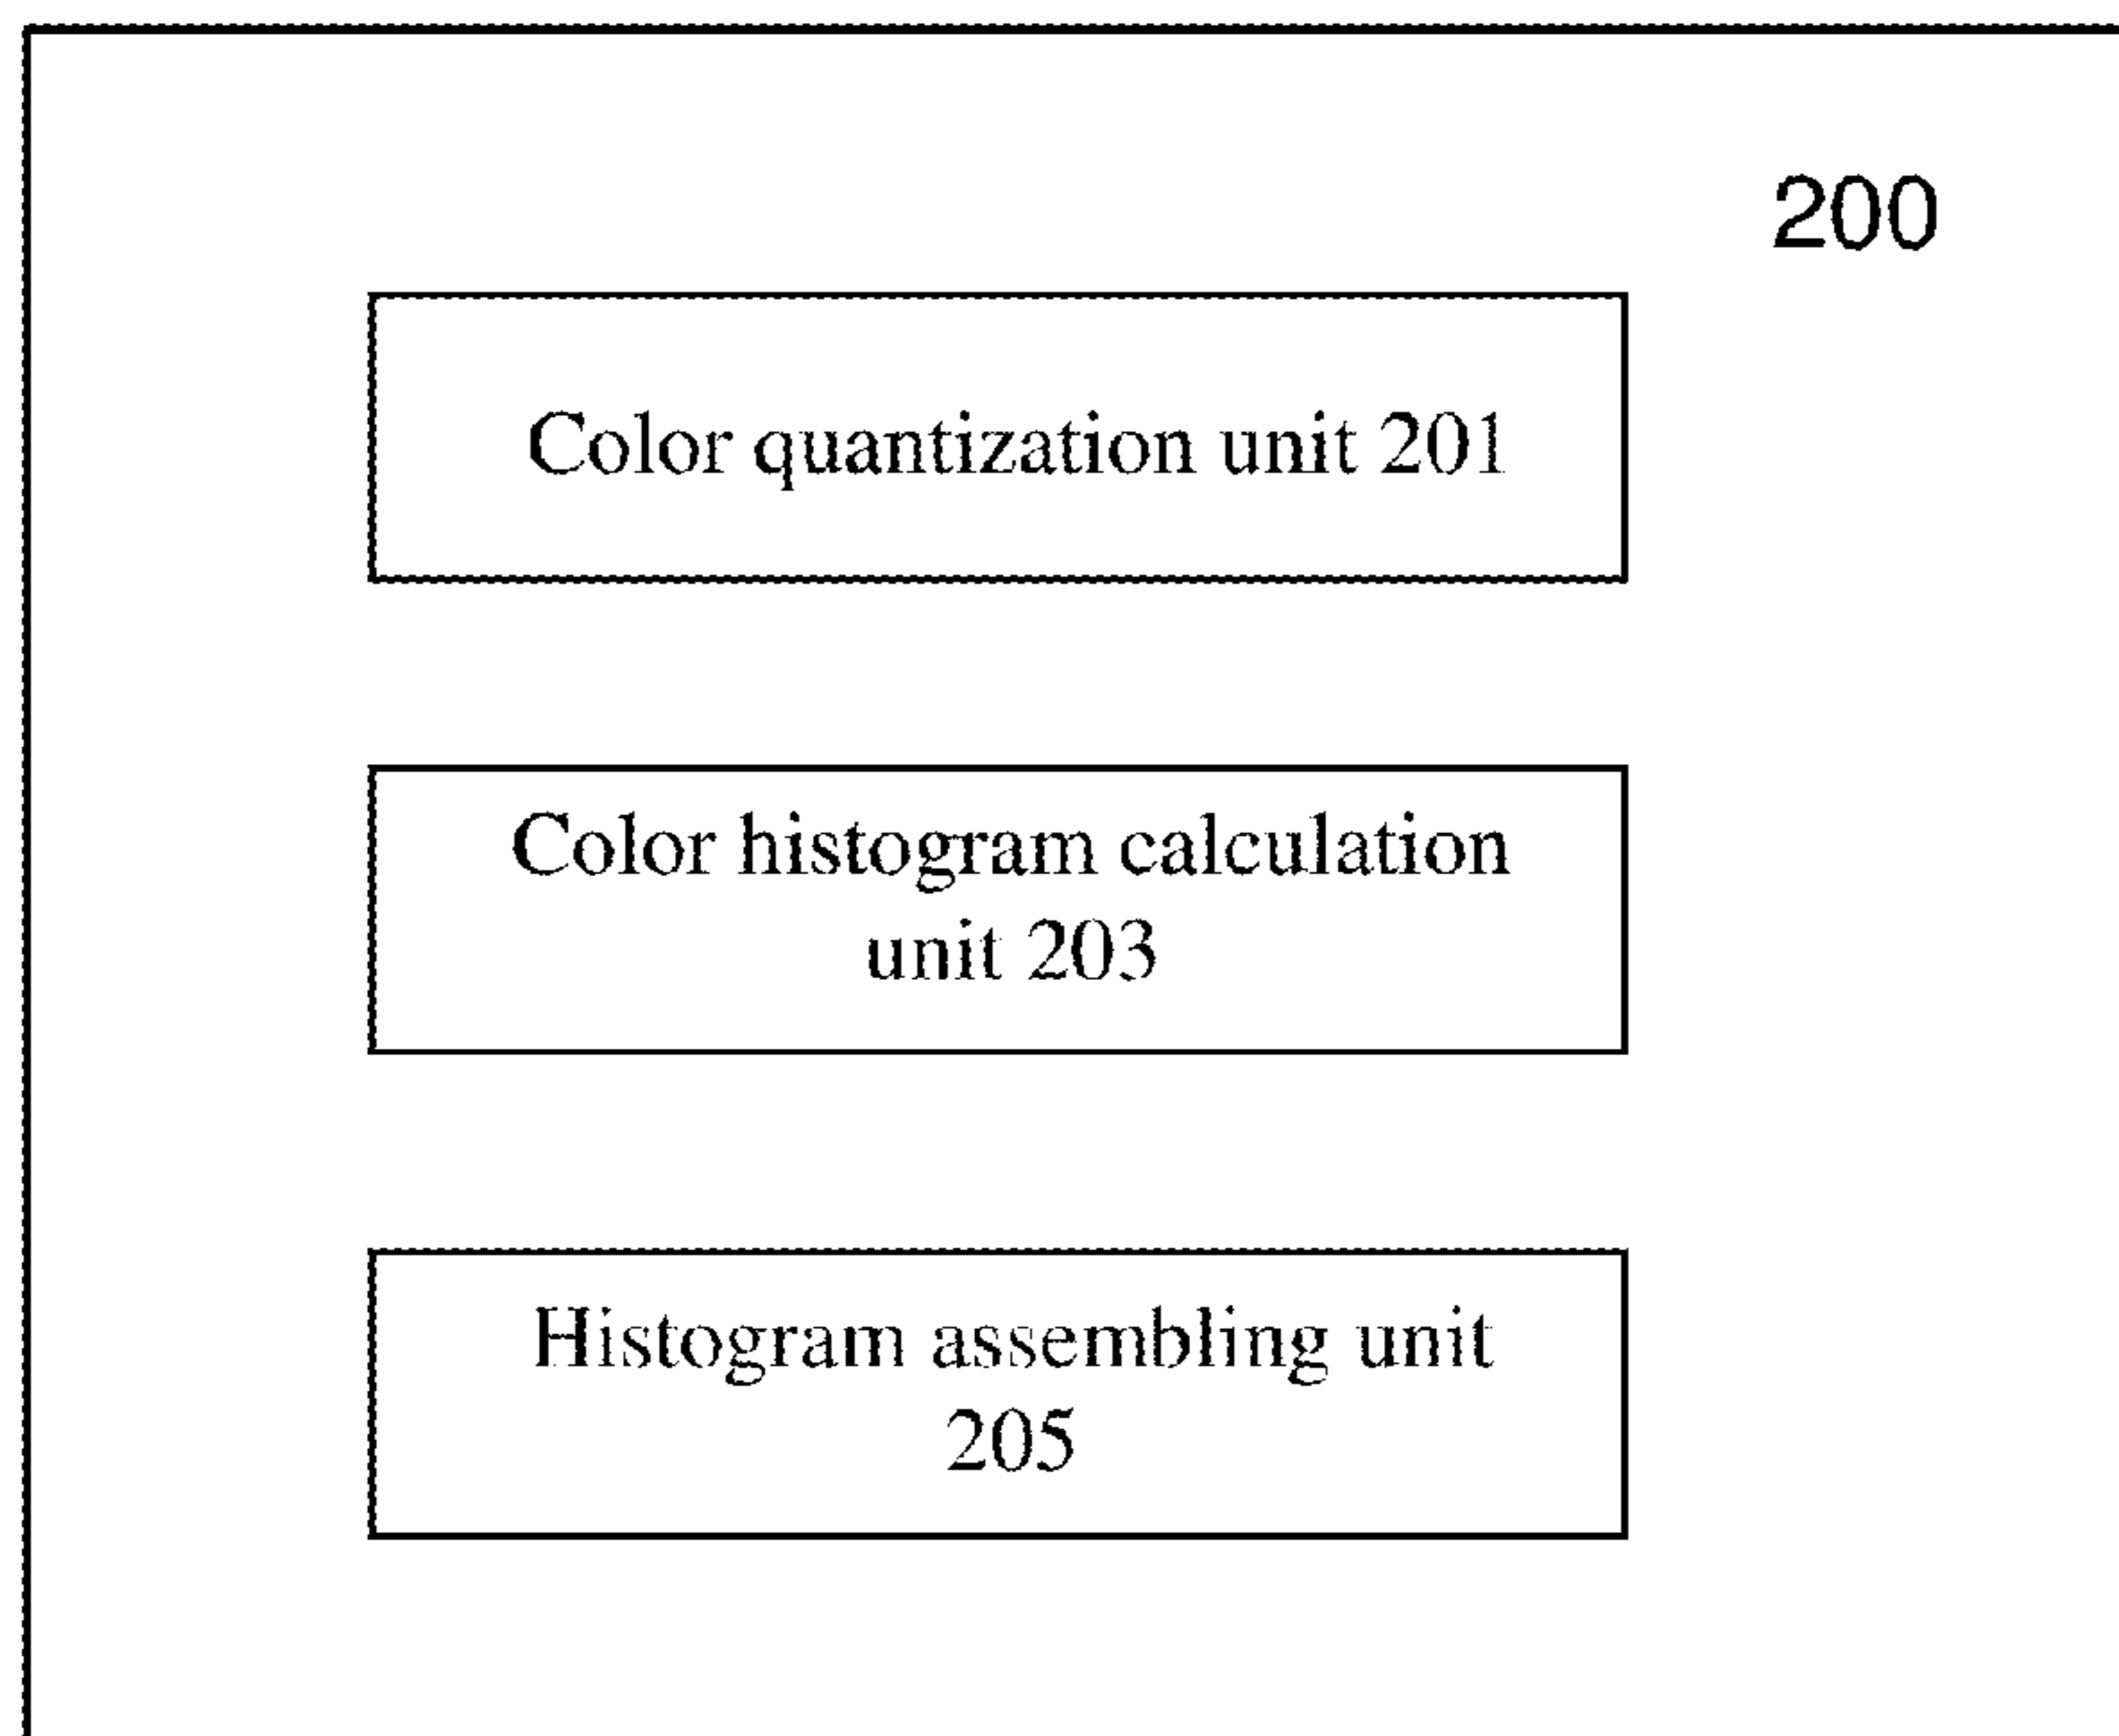 200
Color quantization unit 201
Color histogram calculation
unit 203
Histogram assembling unit
205